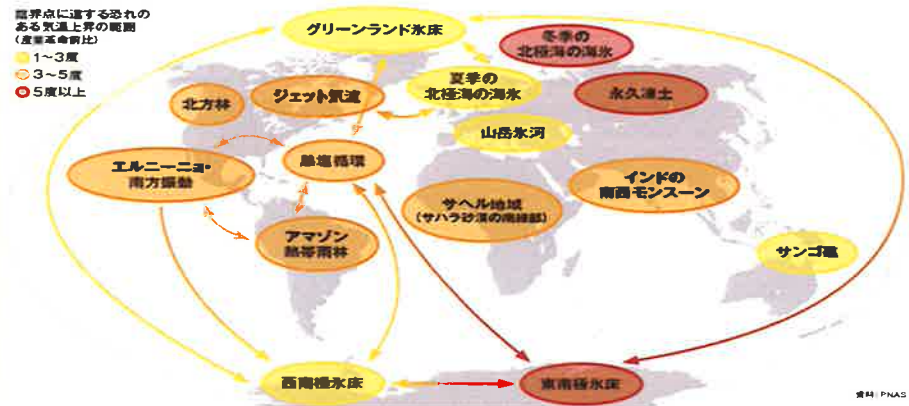 臨界点に達する恐れの
ある気温上昇の範囲
(産業革命前比)
1～3度
3～5度
5度以上
グリーンランド氷床
冬季の
北極海の海氷
夏季の
北極海の海氷
永久凍土
北方林
ジェット気流
山岳氷河
エルニーニョ・
南方振動
熱塩循環
インドの
南西モンスーン
サヘル地域
(サハラ砂漠の南縁部)
アマゾン
熱帯雨林
サンゴ礁
西南極氷床
東南極氷床
資料：PNAS